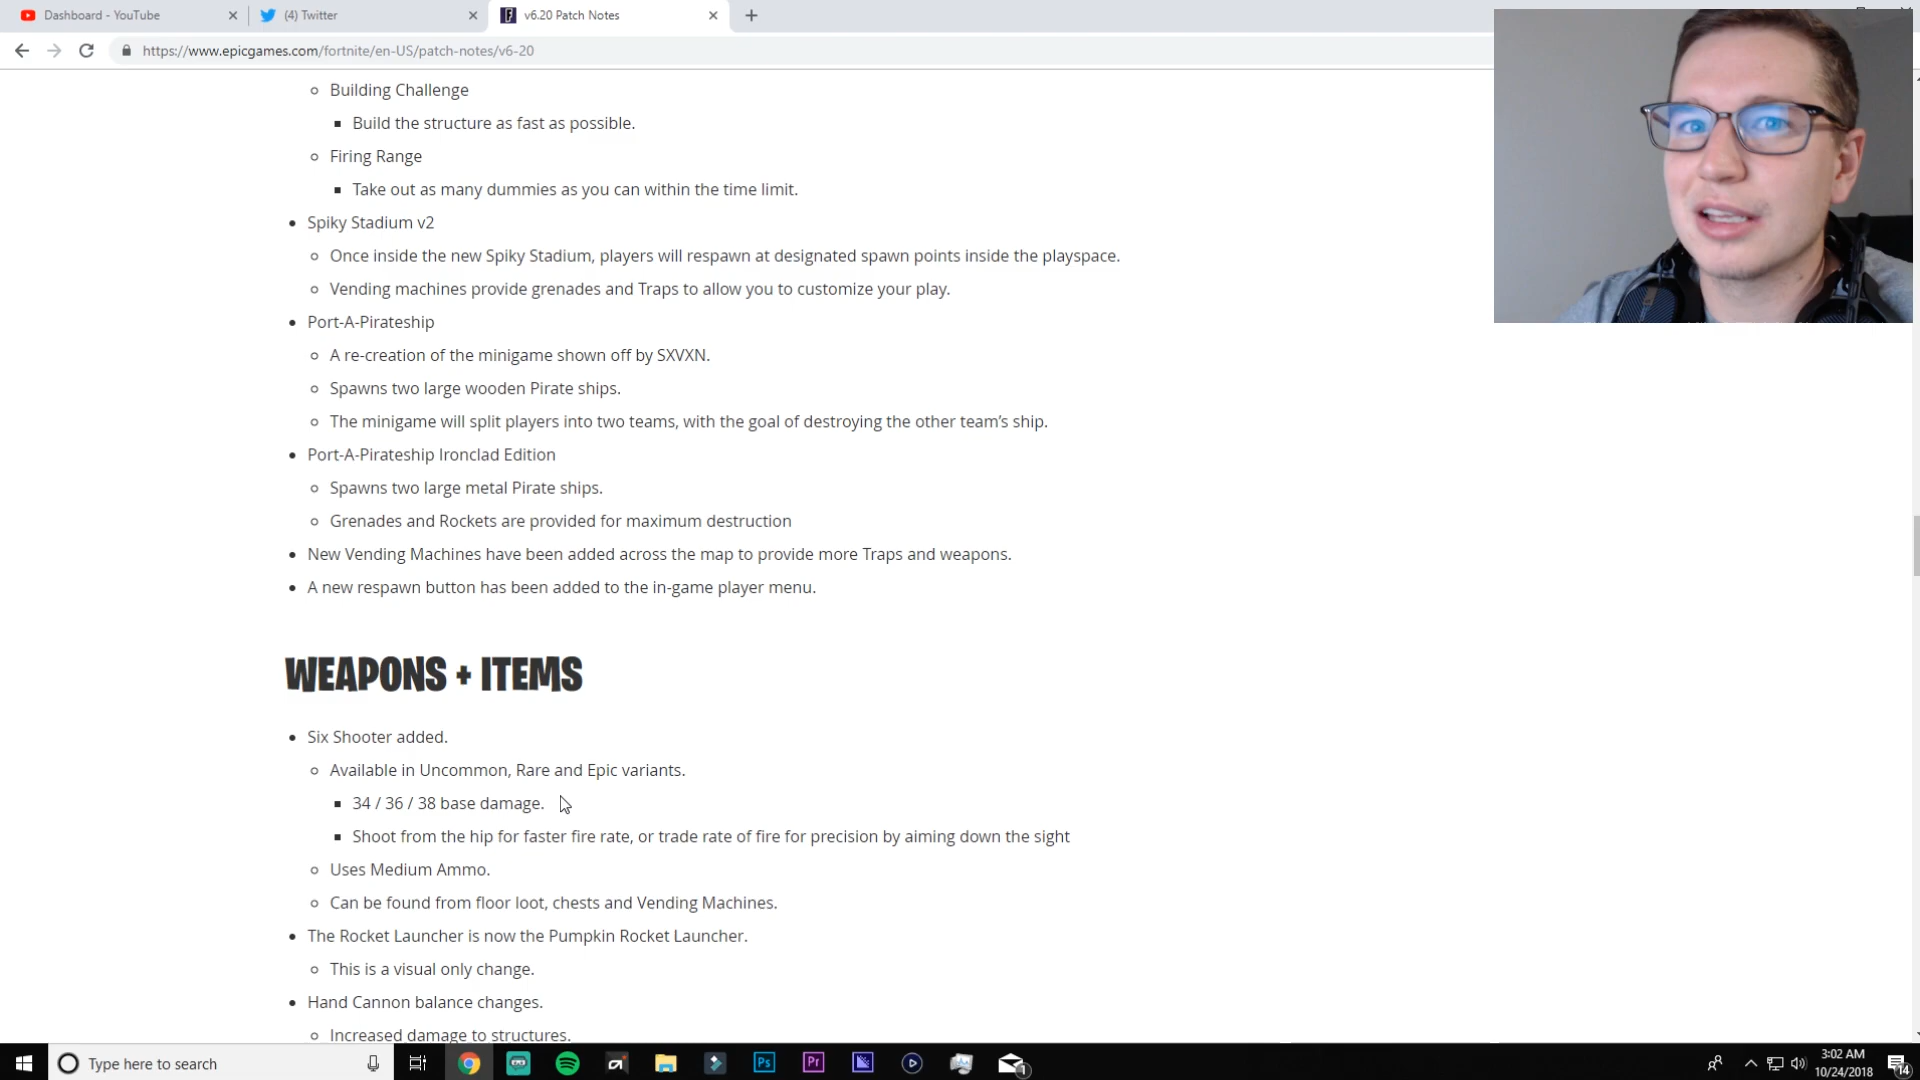 Dashboard - YouTube
(4) Twitter
v6.20 Patch Notes
https://www.epicgames.com/fortnite/en-US/patch-notes/v6-20
Building Challenge
Build the structure as fast as possible.
Firing Range
Take out as many dummies as you can within the time limit.
Spiky Stadium v2
Once inside the new Spiky Stadium, players will respawn at designated spawn points inside the playspace.
Vending machines provide grenades and Traps to allow you to customize your play.
Port-A-Pirateship
A re-creation of the minigame shown off by SXVXN.
Spawns two large wooden Pirate ships.
The minigame will split players into two teams, with the goal of destroying the other team’s ship.
Port-A-Pirateship Ironclad Edition
Spawns two large metal Pirate ships.
Grenades and Rockets are provided for maximum destruction
New Vending Machines have been added across the map to provide more Traps and weapons.
A new respawn button has been added to the in-game player menu.
WEAPONS + ITEMS
Six Shooter added.
Available in Uncommon, Rare and Epic variants.
34 / 36 / 38 base damage.
Shoot from the hip for faster fire rate, or trade rate of fire for precision by aiming down the sight
Uses Medium Ammo.
Can be found from floor loot, chests and Vending Machines.
The Rocket Launcher is now the Pumpkin Rocket Launcher.
This is a visual only change.
Hand Cannon balance changes.
Increased damage to structures.
Type here to search
Ps
Pr
1
3:02 AM
10/24/2018
14